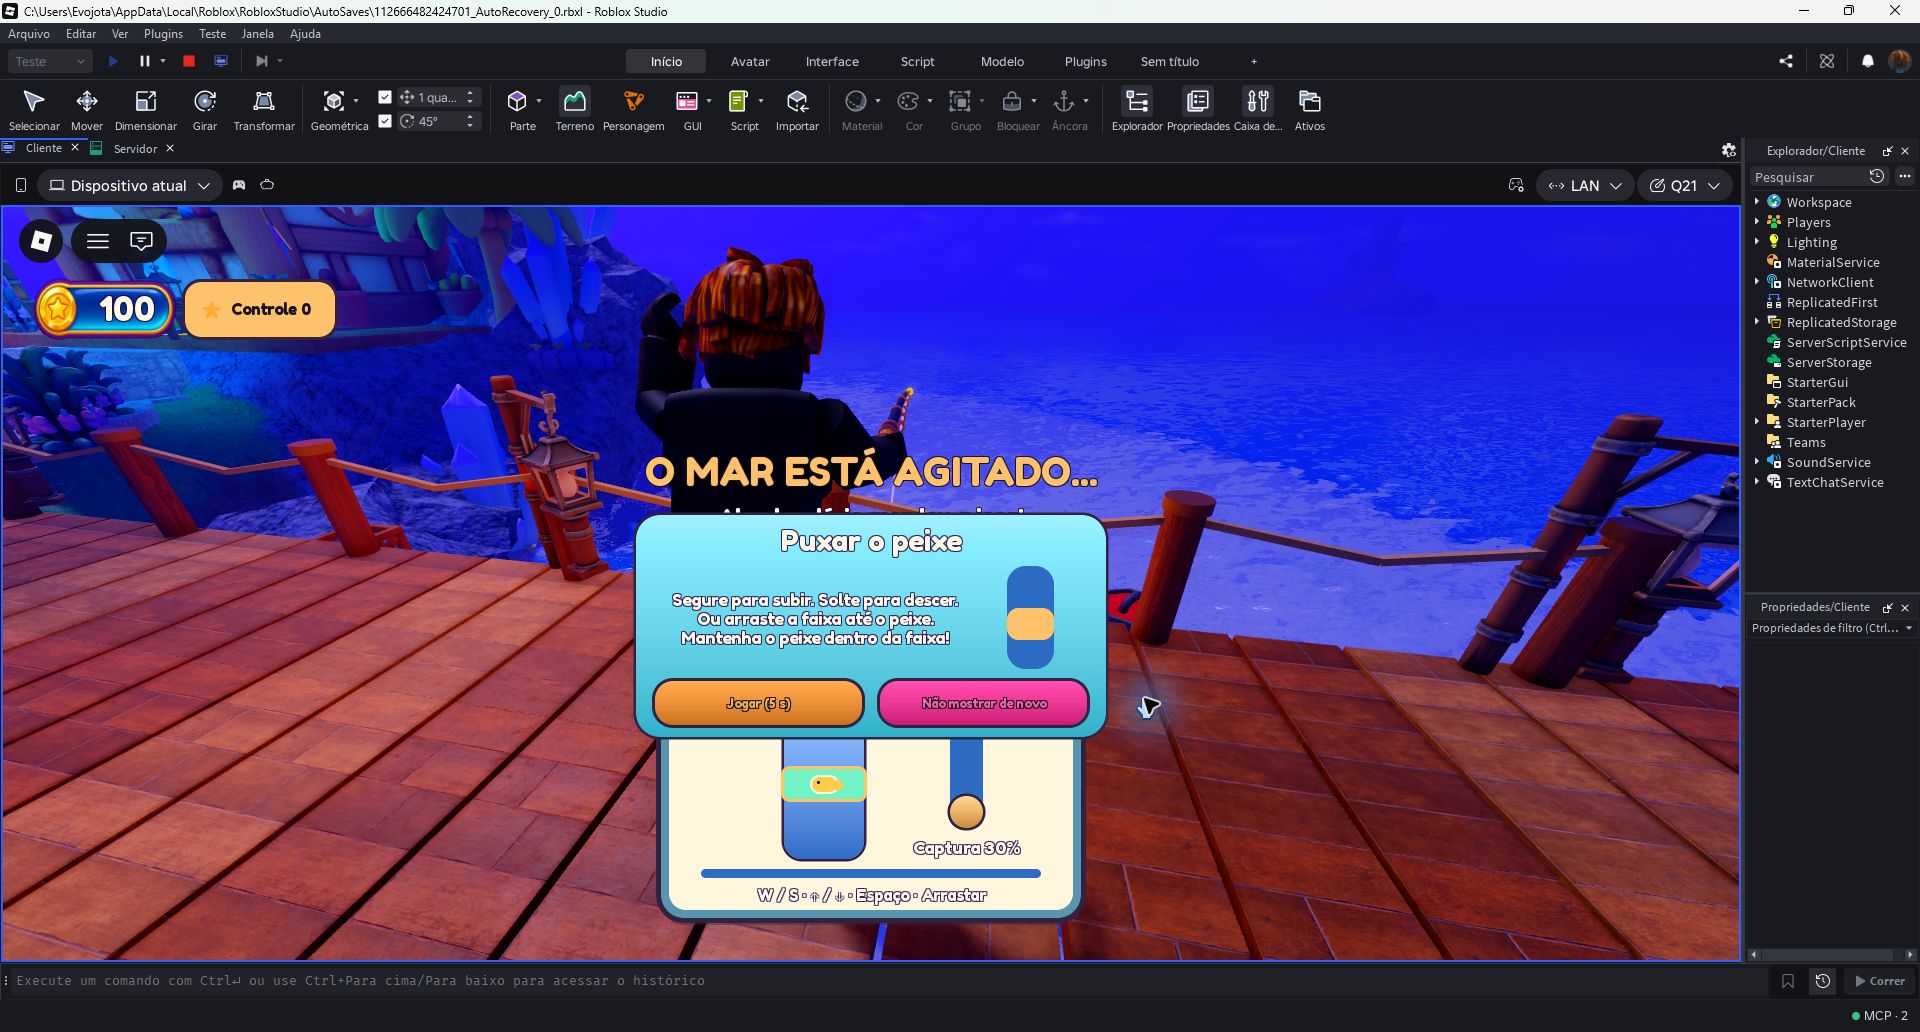 C:\Users\Evojota\AppData\Local\Roblox\RobloxStudio\AutoSaves\112666482424701_AutoRecovery_0.rbxl - Roblox Studio
Arquivo Editar Ver Plugins Teste Janela Ajuda
Teste
Início Avatar Interface Script Modelo Plugins Sem título +
1 qua...
45°
Selecionar Mover Dimensionar Girar Transformar Geométrica Parte Terreno Personagem GUI Script Importar Material Cor Grupo Bloquear Âncora Explorador Propriedades Caixa de... Ativos
Cliente Servidor
Dispositivo atual
LAN
Q21
100
Controle 0
O MAR ESTÁ AGITADO...
Puxar o peixe
Segure para subir. Solte para descer.
Ou arraste a faixa até o peixe.
Mantenha o peixe dentro da faixa!
Jogar (5 s)
Não mostrar de novo
Captura 30%
W / S · ↑ / ↓ · Espaço · Arrastar
Explorador/Cliente
Pesquisar
Workspace
Players
Lighting
MaterialService
NetworkClient
ReplicatedFirst
ReplicatedStorage
ServerScriptService
ServerStorage
StarterGui
StarterPack
StarterPlayer
Teams
SoundService
TextChatService
Propriedades/Cliente
Propriedades de filtro (Ctrl...
Execute um comando com Ctrl↵ ou use Ctrl+Para cima/Para baixo para acessar o histórico
Correr
MCP · 2